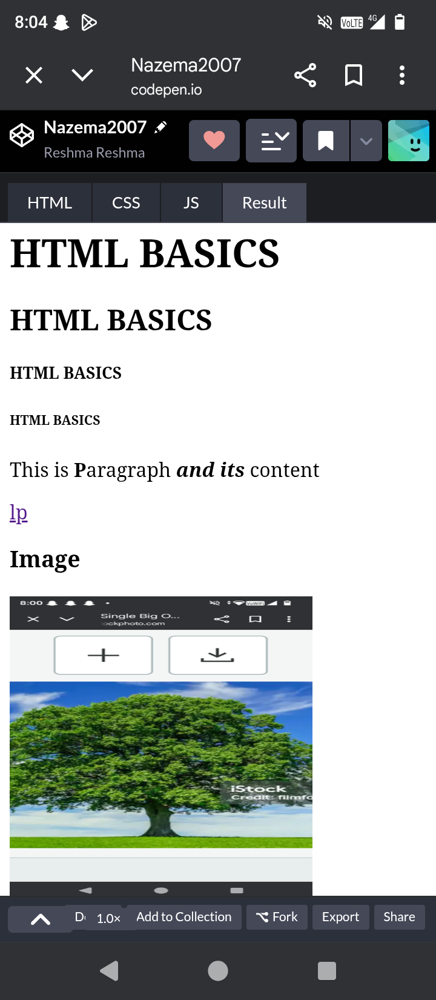 8:04
VoLTE 4G
Nazema2007
codepen.io
Nazema2007
Reshma Reshma
HTML CSS JS Result
HTML BASICS
HTML BASICS
HTML BASICS
HTML BASICS
This is Paragraph and its content
lp
Image
8:00
VoWiFi
Single Big O...
ockphoto.com
iStock
Credit: filmfo
1.0× Add to Collection Fork Export Share